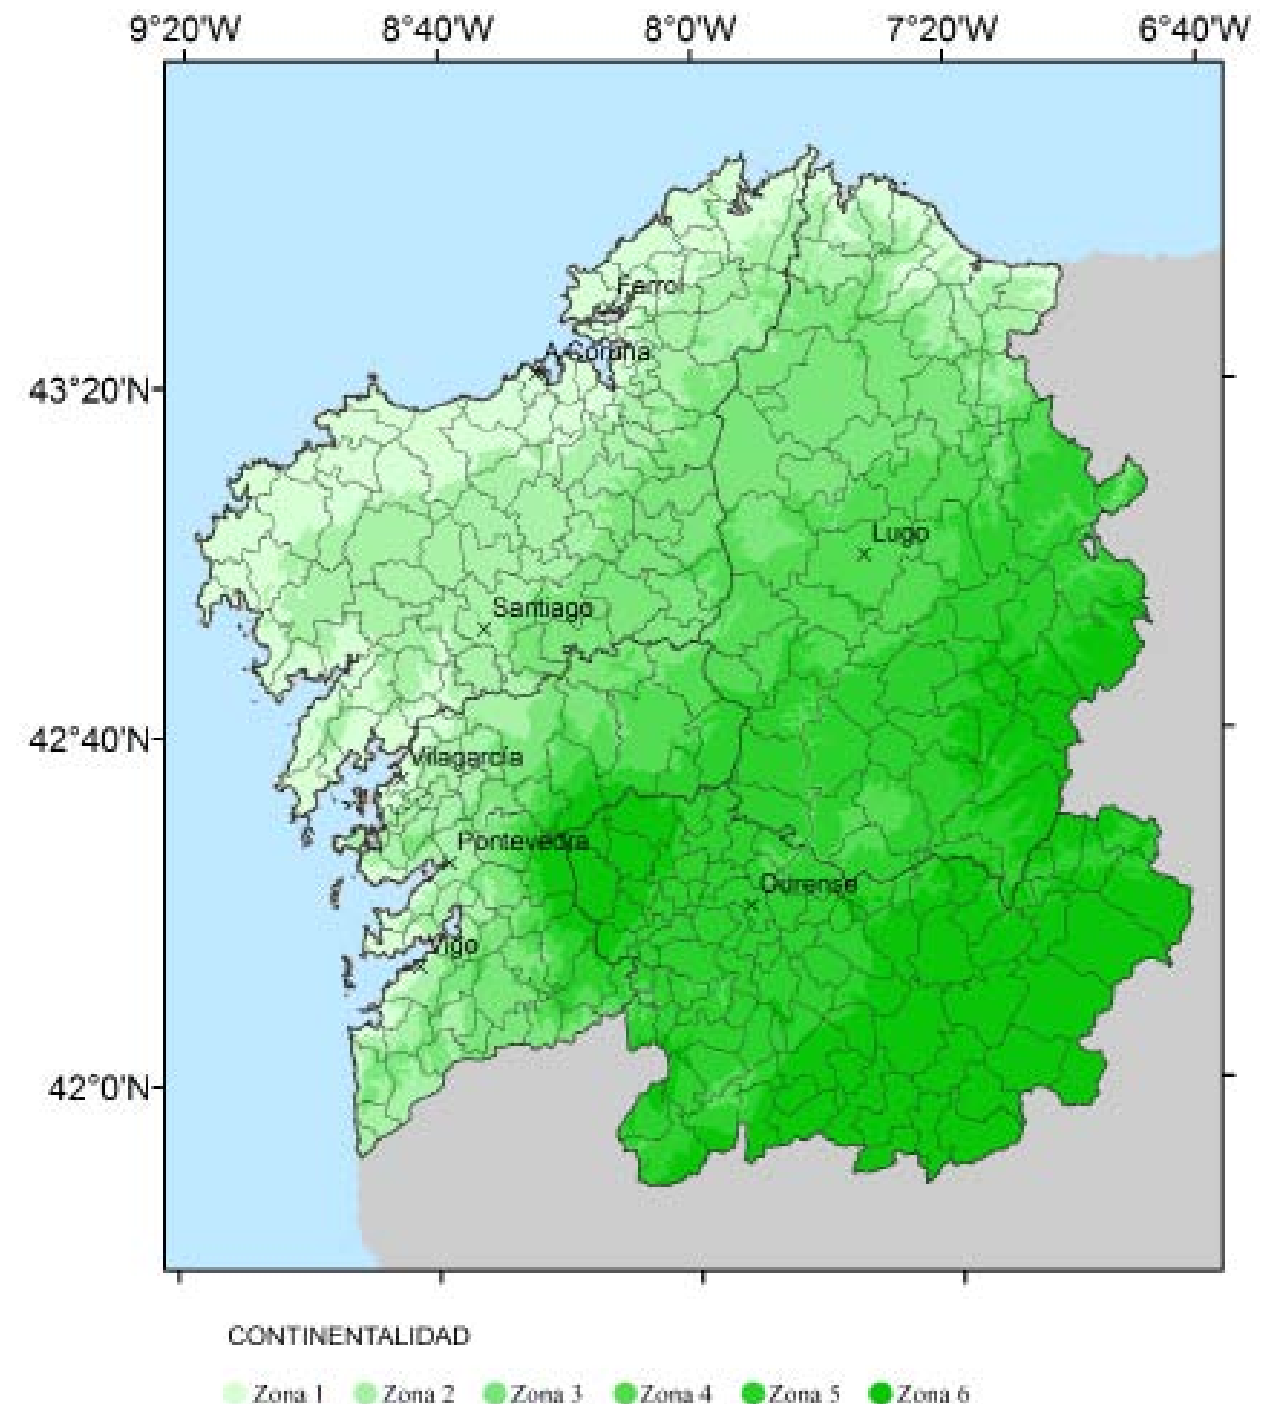 9°20'W 8°40'W 8°0'W 7°20'W 6°40'W
Ferrol
A Coruna
43°20'N
Lugo
Santiago
42°40'N
Vilagarcía
Pontevedra
Ourense
Vigo
42°0'N
CONTINENTALIDAD
Zona 1 Zona 2 Zona 3 Zona 4 Zona 5 Zona 6